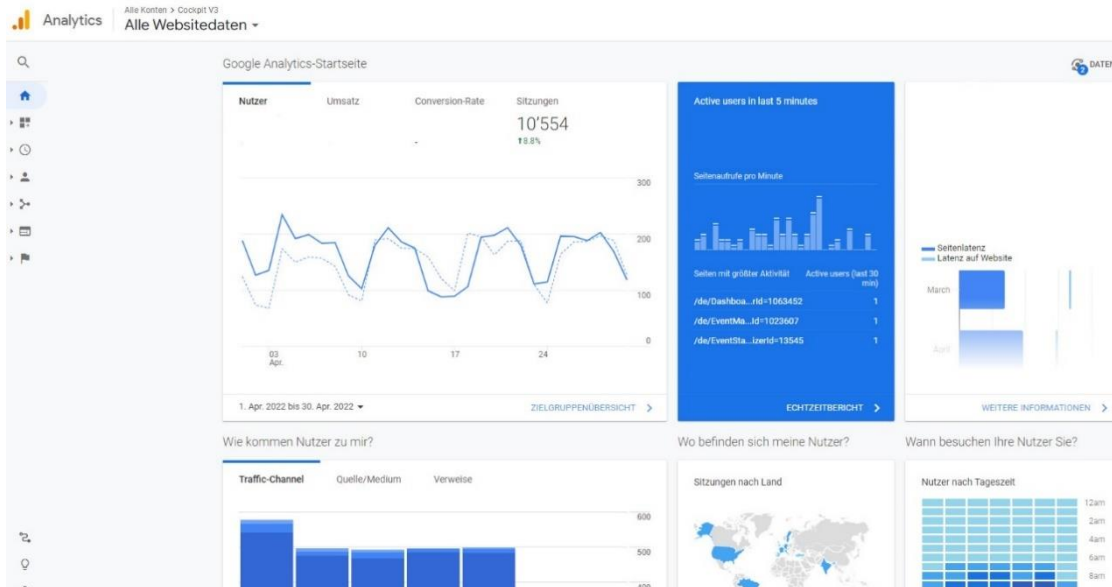 Analytics
Alle Konten > Cockpit V3
Alle Websitedaten
Google Analytics-Startseite
DATEN
2
Nutzer
Umsatz
Conversion-Rate
Sitzungen
10'554
8.8%
-
300
200
100
0
03
Apr.
10
17
24
1. Apr. 2022 bis 30. Apr. 2022
ZIELGRUPPENÜBERSICHT
Active users in last 5 minutes
Seitenaufrufe pro Minute
Seiten mit größter Aktivität
Active users (last 30
min)
/de/Dashboa...rId=1063452 1
/de/EventMa...Id=1023607 1
/de/EventSta...izerId=13545 1
ECHTZEITBERICHT
Seitenlatenz
Latenz auf Website
March
April
WEITERE INFORMATIONEN
Wie kommen Nutzer zu mir?
Traffic-Channel
Quelle/Medium
Verweise
600
500
400
Wo befinden sich meine Nutzer?
Sitzungen nach Land
Wann besuchen Ihre Nutzer Sie?
Nutzer nach Tageszeit
12am
2am
4am
6am
8am